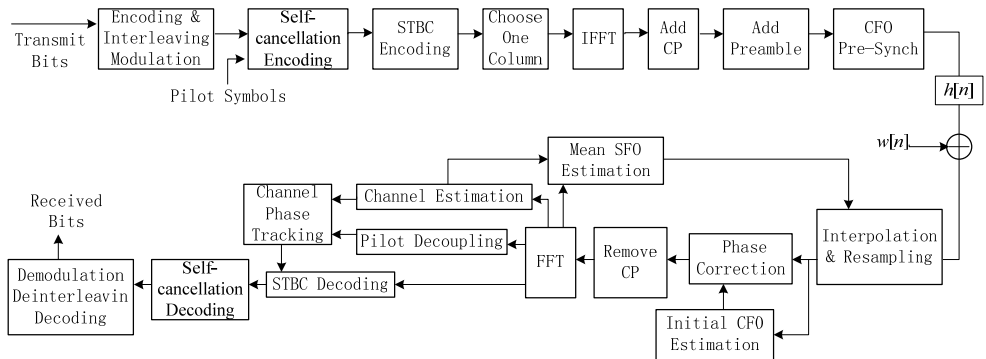 Transmit
Bits
Encoding &
Interleaving
Modulation
Pilot Symbols
Self-
cancellation
Encoding
STBC
Encoding
Choose
One
Column
IFFT
Add
CP
Add
Preamble
CFO
Pre-Synch
h[n]
w[n]
Mean SFO
Estimation
Channel
Phase
Tracking
Channel Estimation
Pilot Decoupling
Received
Bits
Demodulation
Deinterleavin
Decoding
Self-
cancellation
Decoding
STBC Decoding
FFT
Remove
CP
Phase
Correction
Interpolation
& Resampling
Initial CFO
Estimation